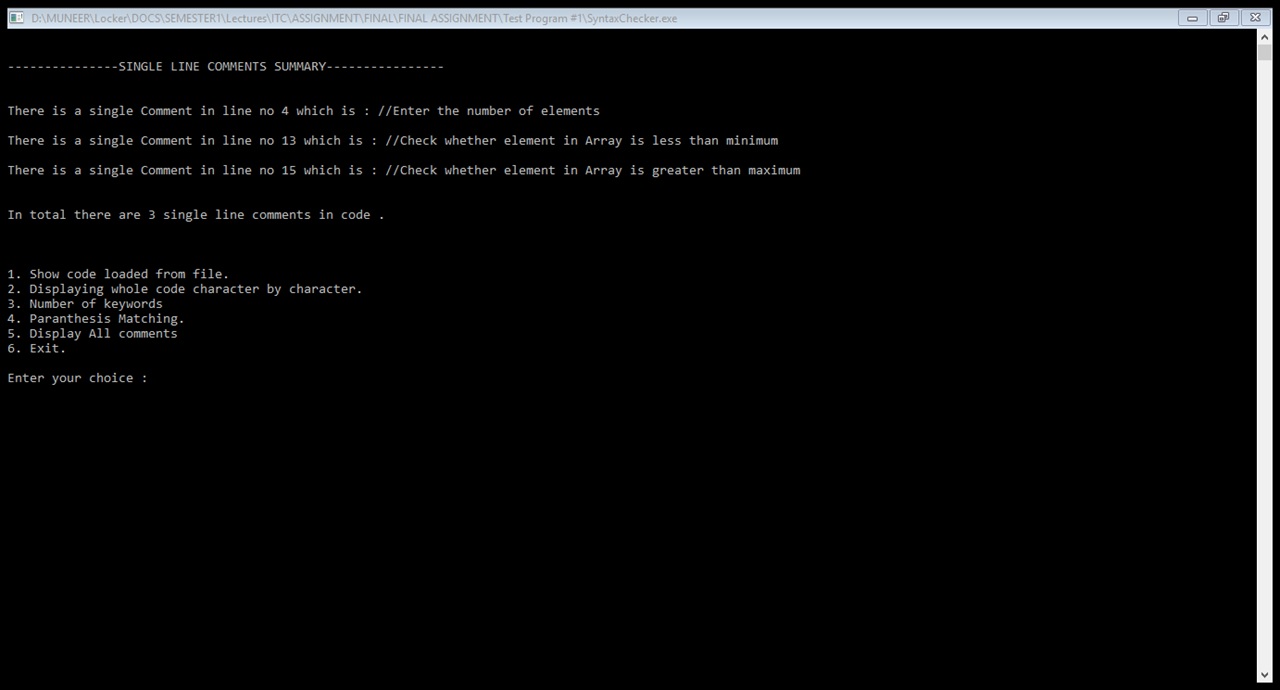 D:\MUNEER\Locker\DOCS\SEMESTER1\Lectures\ITC\ASSIGNMENT\FINAL\FINAL ASSIGNMENT\Test Program #1\SyntaxChecker.exe
---------------SINGLE LINE COMMENTS SUMMARY----------------
There is a single Comment in line no 4 which is : //Enter the number of elements
There is a single Comment in line no 13 which is : //Check whether element in Array is less than minimum
There is a single Comment in line no 15 which is : //Check whether element in Array is greater than maximum
In total there are 3 single line comments in code .
1. Show code loaded from file.
2. Displaying whole code character by character.
3. Number of keywords
4. Paranthesis Matching.
5. Display All comments
6. Exit.
Enter your choice :